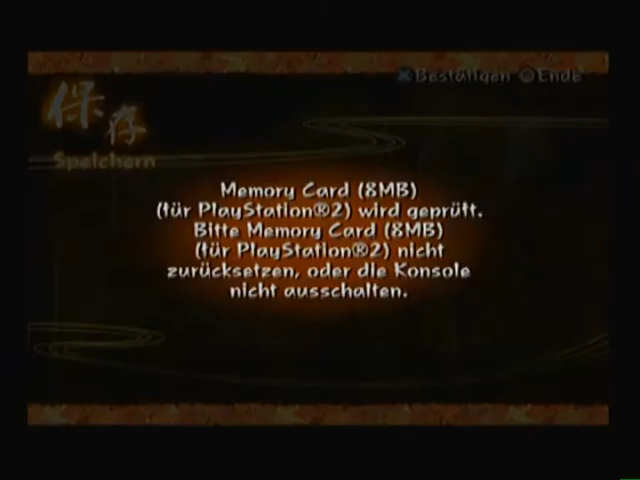 Bestätigen Ende
保存
Speichern
Memory Card (8MB)
(für PlayStation®2) wird geprüft.
Bitte Memory Card (8MB)
(für PlayStation®2) nicht
zurücksetzen, oder die Konsole
nicht ausschalten.